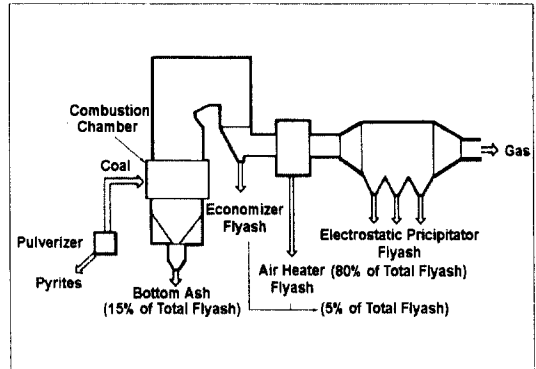 Combustion
Chamber
Coal
Pulverizer
Pyrites
Bottom Ash
(15% of Total Flyash)
Economizer
Flyash
Air Heater
Flyash
(5% of Total Flyash)
Electrostatic Pricipitator
Flyash
(80% of Total Flyash)
Gas